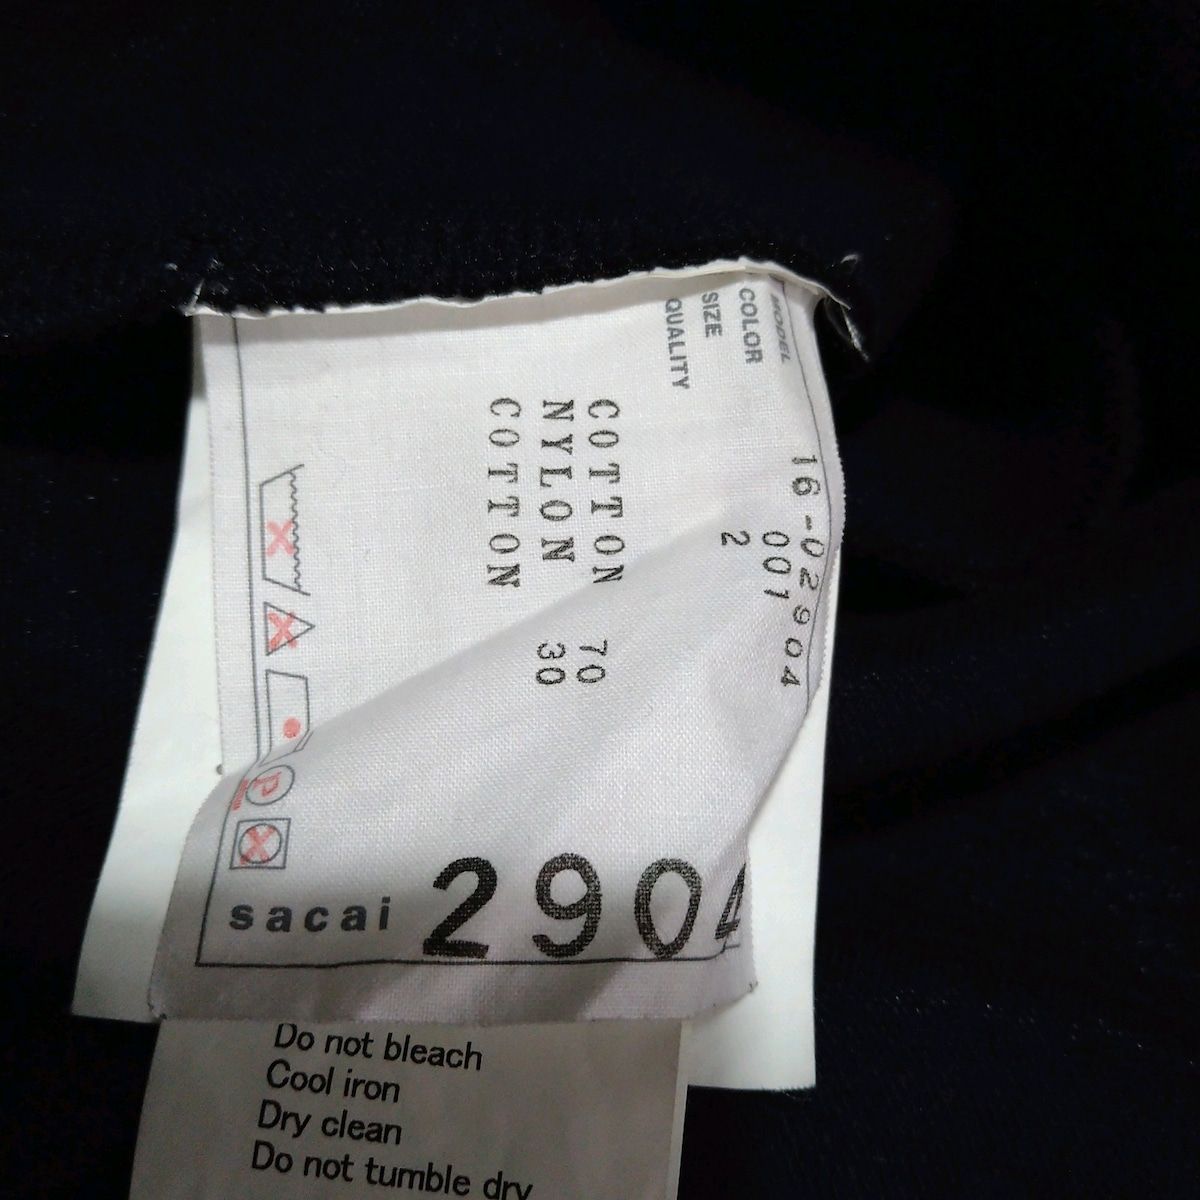 MODEL 16-02904
COLOR 001
SIZE 2
QUALITY
COTTON 70
NYLON 30
COTTON
P
sacai 2904
Do not bleach
Cool iron
Dry clean
Do not tumble dry